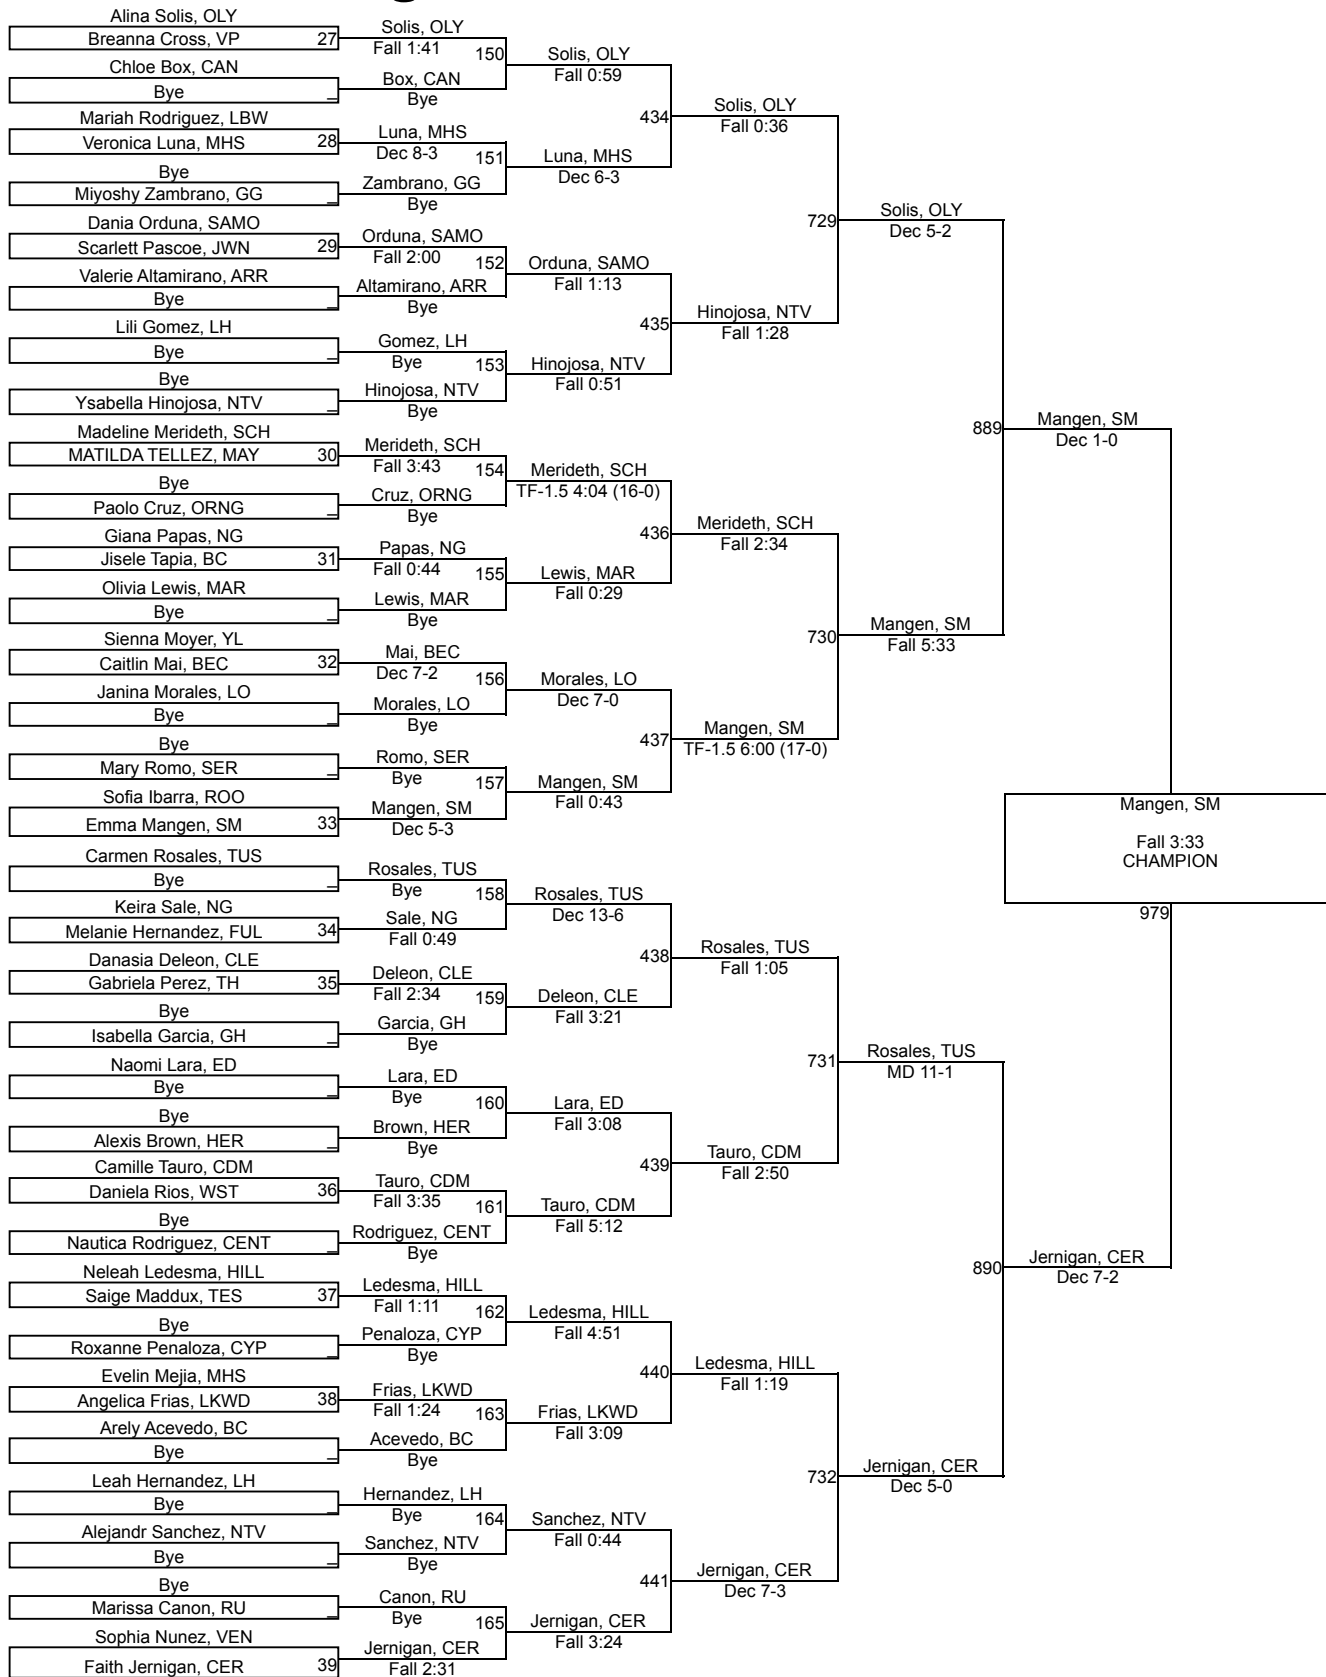 Alina Solis, OLY
Breanna Cross, VP 27
Chloe Box, CAN
Bye _
Mariah Rodriguez, LBW
Veronica Luna, MHS 28
Bye
Miyoshy Zambrano, GG _
Dania Orduna, SAMO
Scarlett Pascoe, JWN 29
Valerie Altamirano, ARR
Bye _
Lili Gomez, LH
Bye _
Bye
Ysabella Hinojosa, NTV _
Madeline Merideth, SCH
MATILDA TELLEZ, MAY 30
Bye
Paolo Cruz, ORNG _
Giana Papas, NG
Jisele Tapia, BC 31
Olivia Lewis, MAR
Bye _
Sienna Moyer, YL
Caitlin Mai, BEC 32
Janina Morales, LO
Bye _
Bye
Mary Romo, SER _
Sofia Ibarra, ROO
Emma Mangen, SM 33
Carmen Rosales, TUS
Bye _
Keira Sale, NG
Melanie Hernandez, FUL 34
Danasia Deleon, CLE
Gabriela Perez, TH 35
Bye
Isabella Garcia, GH _
Naomi Lara, ED
Bye _
Bye
Alexis Brown, HER _
Camille Tauro, CDM
Daniela Rios, WST 36
Bye
Nautica Rodriguez, CENT _
Neleah Ledesma, HILL
Saige Maddux, TES 37
Bye
Roxanne Penaloza, CYP _
Evelin Mejia, MHS
Angelica Frias, LKWD 38
Arely Acevedo, BC
Bye _
Leah Hernandez, LH
Bye _
Alejandr Sanchez, NTV
Bye _
Bye
Marissa Canon, RU _
Sophia Nunez, VEN
Faith Jernigan, CER 39
Solis, OLY
Fall 1:41
150
Box, CAN
Bye
Luna, MHS
Dec 8-3
151
Zambrano, GG
Bye
Orduna, SAMO
Fall 2:00
152
Altamirano, ARR
Bye
Gomez, LH
Bye
153
Hinojosa, NTV
Bye
Merideth, SCH
Fall 3:43
154
Cruz, ORNG
Bye
Papas, NG
Fall 0:44
155
Lewis, MAR
Bye
Mai, BEC
Dec 7-2
156
Morales, LO
Bye
Romo, SER
Bye
157
Mangen, SM
Dec 5-3
Rosales, TUS
Bye
158
Sale, NG
Fall 0:49
Deleon, CLE
Fall 2:34
159
Garcia, GH
Bye
Lara, ED
Bye
160
Brown, HER
Bye
Tauro, CDM
Fall 3:35
161
Rodriguez, CENT
Bye
Ledesma, HILL
Fall 1:11
162
Penaloza, CYP
Bye
Frias, LKWD
Fall 1:24
163
Acevedo, BC
Bye
Hernandez, LH
Bye
164
Sanchez, NTV
Bye
Canon, RU
Bye
165
Jernigan, CER
Fall 2:31
Solis, OLY
Fall 0:59
434
Luna, MHS
Dec 6-3
Orduna, SAMO
Fall 1:13
435
Hinojosa, NTV
Fall 0:51
Merideth, SCH
TF-1.5 4:04 (16-0)
436
Lewis, MAR
Fall 0:29
Morales, LO
Dec 7-0
437
Mangen, SM
Fall 0:43
Rosales, TUS
Dec 13-6
438
Deleon, CLE
Fall 3:21
Lara, ED
Fall 3:08
439
Tauro, CDM
Fall 5:12
Ledesma, HILL
Fall 4:51
440
Frias, LKWD
Fall 3:09
Sanchez, NTV
Fall 0:44
441
Jernigan, CER
Fall 3:24
Solis, OLY
Fall 0:36
729
Hinojosa, NTV
Fall 1:28
Merideth, SCH
Fall 2:34
730
Mangen, SM
TF-1.5 6:00 (17-0)
Rosales, TUS
Fall 1:05
731
Tauro, CDM
Fall 2:50
Ledesma, HILL
Fall 1:19
732
Jernigan, CER
Dec 7-3
Solis, OLY
Dec 5-2
889
Mangen, SM
Fall 5:33
Rosales, TUS
MD 11-1
890
Jernigan, CER
Dec 5-0
Mangen, SM
Dec 1-0
Jernigan, CER
Dec 7-2
Mangen, SM
Fall 3:33
CHAMPION
979